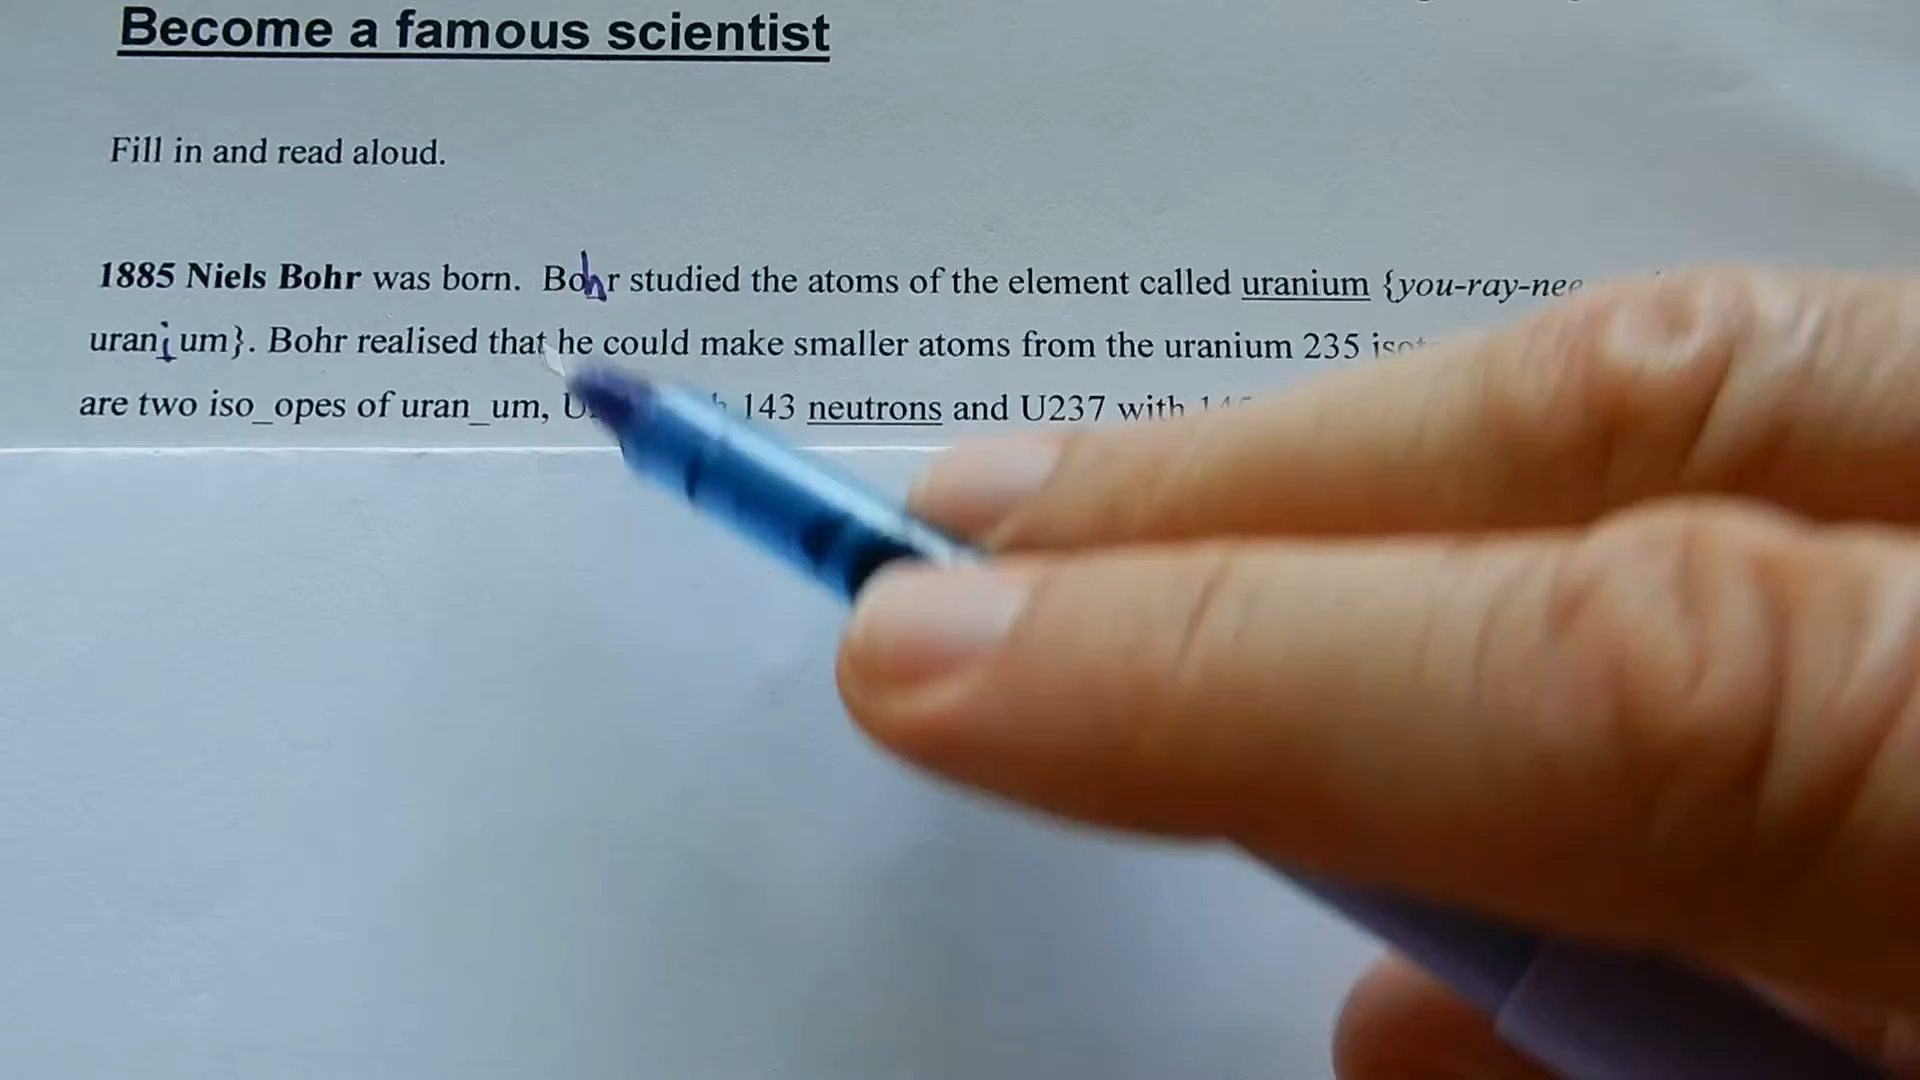 Become a famous scientist
Fill in and read aloud.
1885 Niels Bohr was born. Bohr studied the atoms of the element called uranium {you-ray-nee
uranium}. Bohr realised that he could make smaller atoms from the uranium 235
are two iso_opes of uran_um, 143 neutrons and U237 with